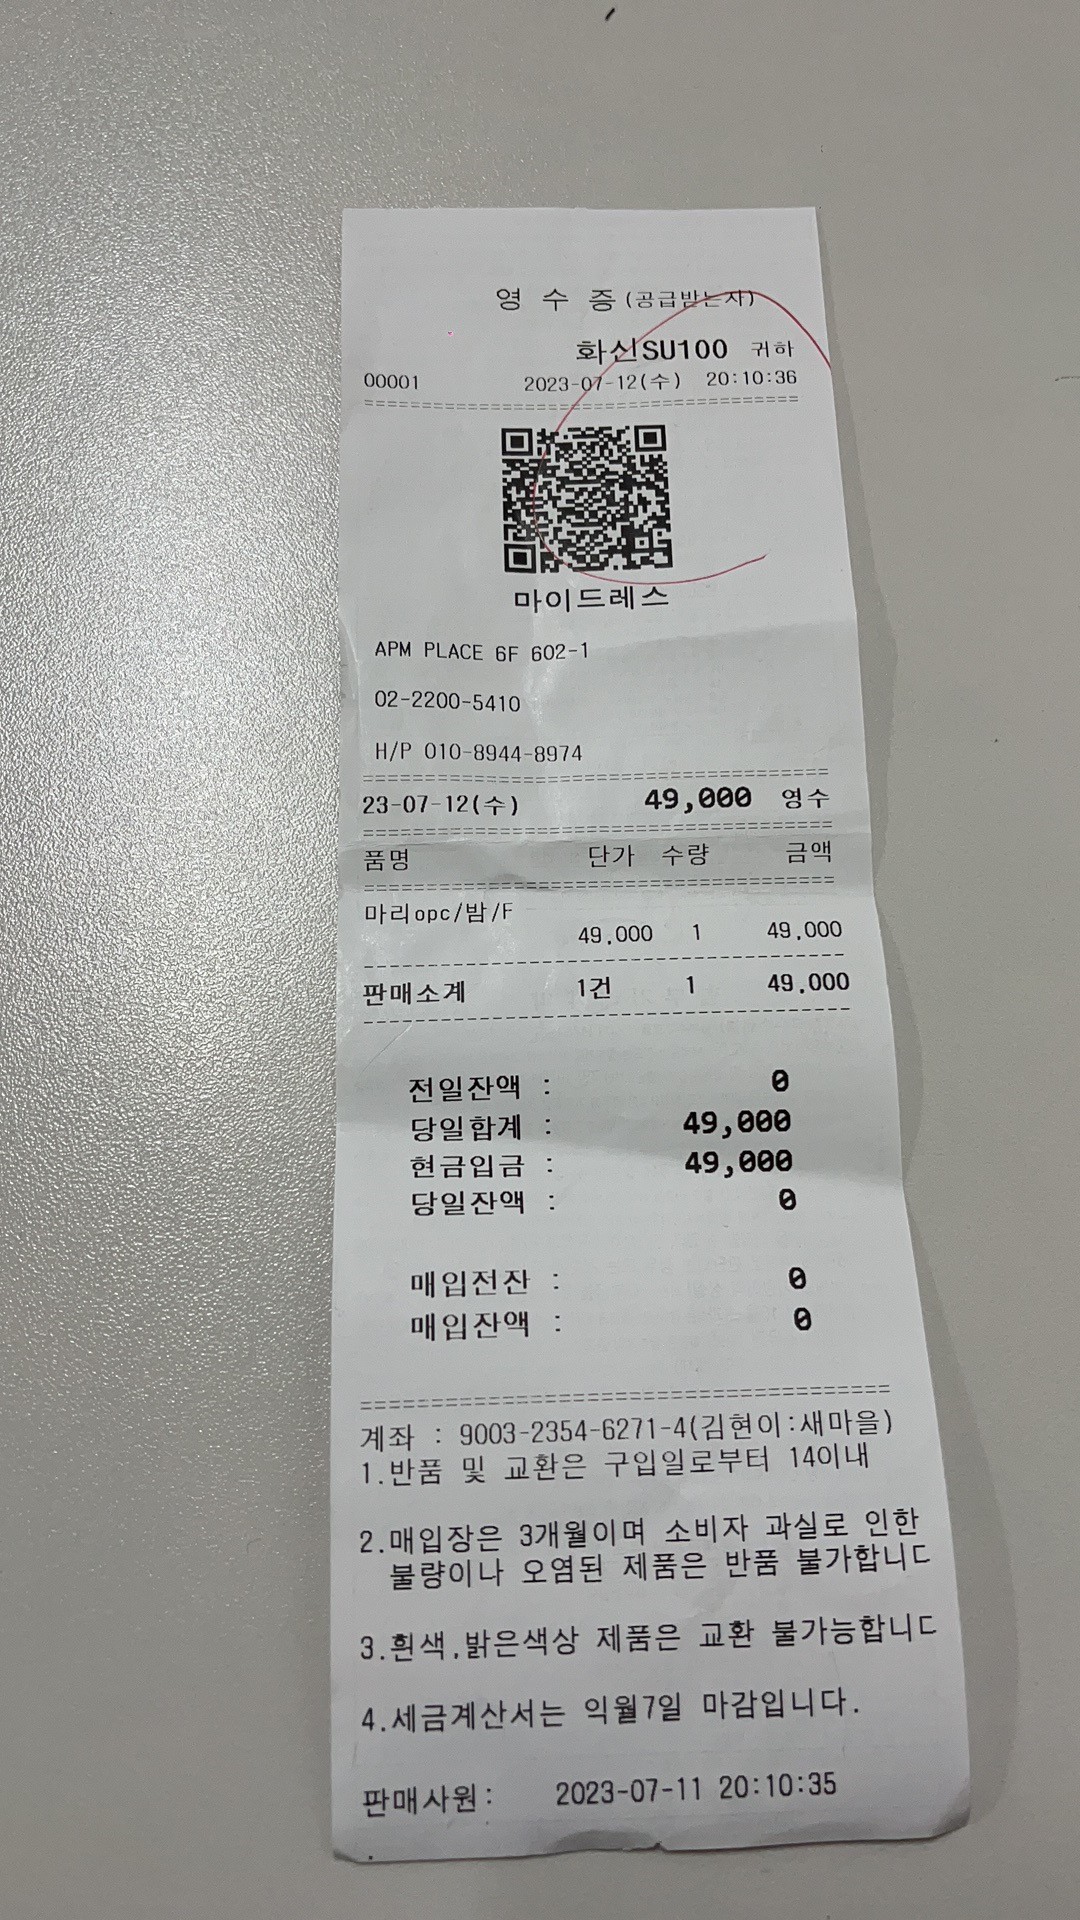 영 수 증 (공급받는자)
화신SU100 귀하
00001 2023-07-12(수) 20:10:36
마이드레스
APM PLACE 6F 602-1
02-2200-5410
H/P 010-8944-8974
23-07-12(수) 49,000 영수
품명 단가 수량 금액
마리opc/밤/F
49.000 1 49.000
판매소계 1건 1 49.000
전일잔액 : 0
당일합계 : 49,000
현금입금 : 49,000
당일잔액 : 0
매입전잔 : 0
매입잔액 : 0
계좌 : 9003-2354-6271-4(김현이:새마을)
1.반품 및 교환은 구입일로부터 14이내
2.매입장은 3개월이며 소비자 과실로 인한
불량이나 오염된 제품은 반품 불가합니ㄷ
3.흰색,밝은색상 제품은 교환 불가능합니ㄷ
4.세금계산서는 익월7일 마감입니다.
판매사원: 2023-07-11 20:10:35